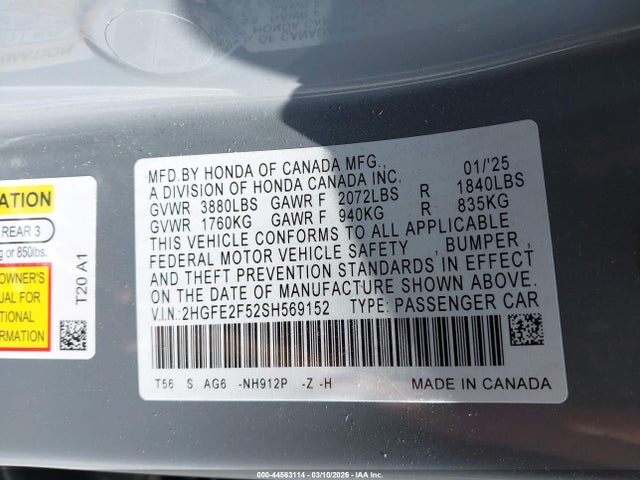 MFD.BY HONDA OF CANADA MFG., 01/'25
A DIVISION OF HONDA CANADA INC.
GVWR 3880LBS GAWR F 2072LBS R 1840LBS
GVWR 1760KG GAWR F 940KG R 835KG
THIS VEHICLE CONFORMS TO ALL APPLICABLE
FEDERAL MOTOR VEHICLE SAFETY , BUMPER ,
AND THEFT PREVENTION STANDARDS IN EFFECT
ON THE DATE OF MANUFACTURE SHOWN ABOVE.
V.I.N: 2HGFE2F52SH569152 TYPE: PASSENGER CAR
T56 S AG6 -NH912P -Z -H
MADE IN CANADA
ATION
REAR 3
g or 850lbs.
OWNER'S
UAL FOR
TIONAL
RMATION
T20 A1
000-44563114 - 03/10/2026 - IAA Inc.